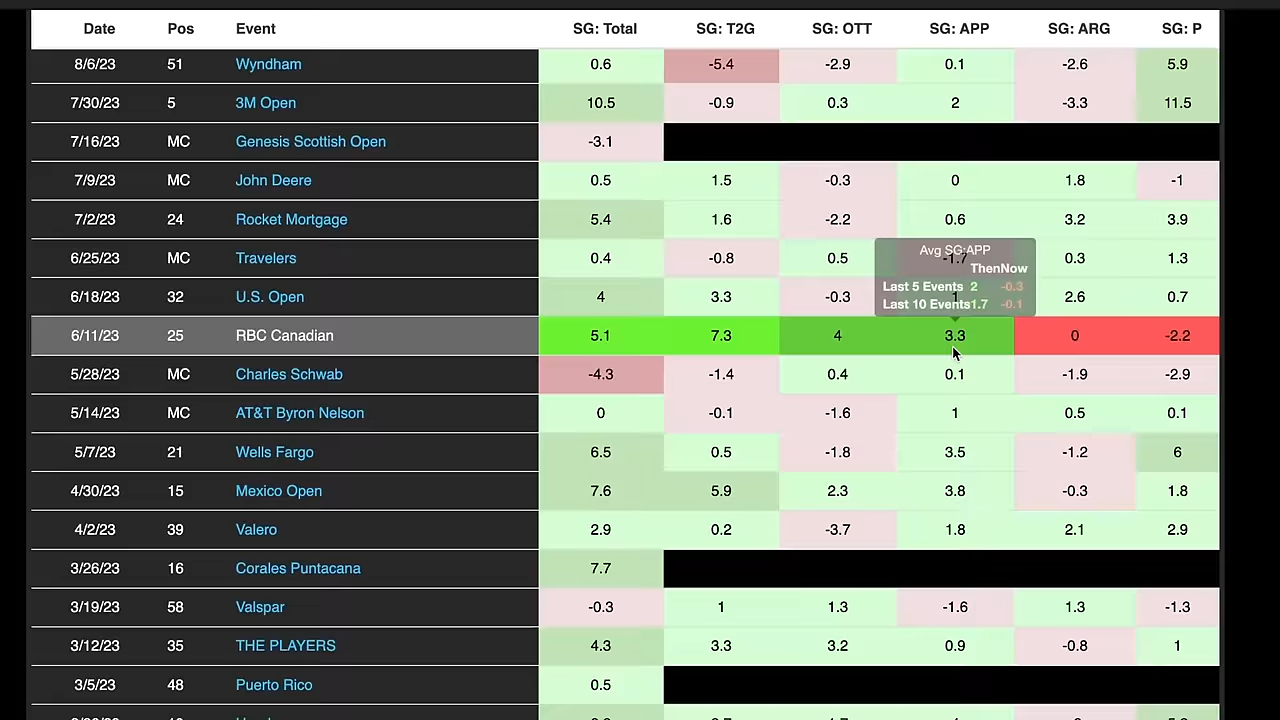 Date Pos Event SG: Total SG: T2G SG: OTT SG: APP SG: ARG SG: P
8/6/23 51 Wyndham 0.6 -5.4 -2.9 0.1 -2.6 5.9
7/30/23 5 3M Open 10.5 -0.9 0.3 2 -3.3 11.5
7/16/23 MC Genesis Scottish Open -3.1
7/9/23 MC John Deere 0.5 1.5 -0.3 0 1.8 -1
7/2/23 24 Rocket Mortgage 5.4 1.6 -2.2 0.6 3.2 3.9
Avg SG:APP
6/25/23 MC Travelers 0.4 -0.8 0.5 -1.7 0.3 1.3
ThenNow
Last 5 Events 2 -0.3
6/18/23 32 U.S. Open 4 3.3 -0.3 1 2.6 0.7
Last 10 Events1.7 -0.1
6/11/23 25 RBC Canadian 5.1 7.3 4 3.3 0 -2.2
5/28/23 MC Charles Schwab -4.3 -1.4 0.4 0.1 -1.9 -2.9
5/14/23 MC AT&T Byron Nelson 0 -0.1 -1.6 1 0.5 0.1
5/7/23 21 Wells Fargo 6.5 0.5 -1.8 3.5 -1.2 6
4/30/23 15 Mexico Open 7.6 5.9 2.3 3.8 -0.3 1.8
4/2/23 39 Valero 2.9 0.2 -3.7 1.8 2.1 2.9
3/26/23 16 Corales Puntacana 7.7
3/19/23 58 Valspar -0.3 1 1.3 -1.6 1.3 -1.3
3/12/23 35 THE PLAYERS 4.3 3.3 3.2 0.9 -0.8 1
3/5/23 48 Puerto Rico 0.5